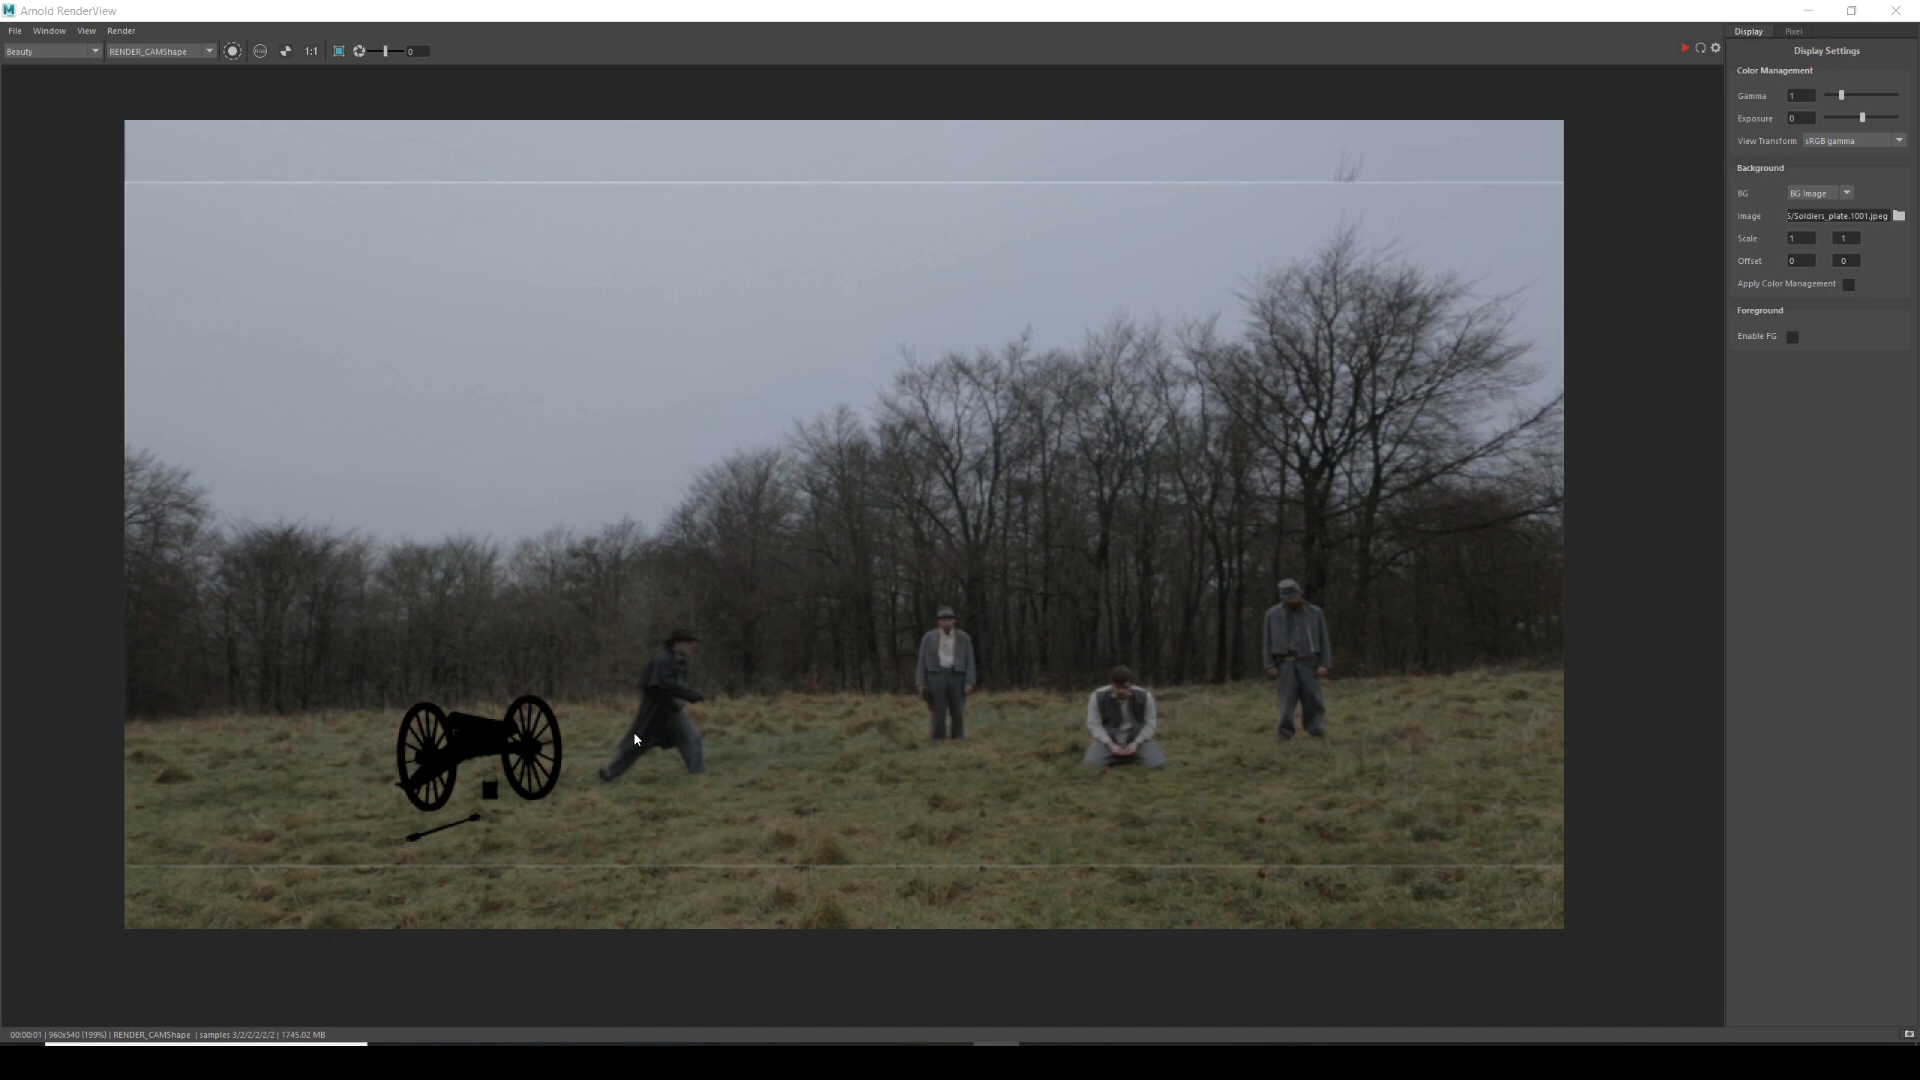 Arnold RenderView
File Window View Render
Beauty RENDER_CAMShape 1:1 0
Display Pixel
Display Settings
Color Management
Gamma 1
Exposure 0
View Transform sRGB gamma
Background
BG BG Image
Image 5/Soldiers_plate.1001.jpeg
Scale 1 1
Offset 0 0
Apply Color Management
Foreground
Enable FG
00:00:01 | 960x540 (199%) | RENDER_CAMShape | samples 3/2/2/2/2/2 | 1745.02 MB